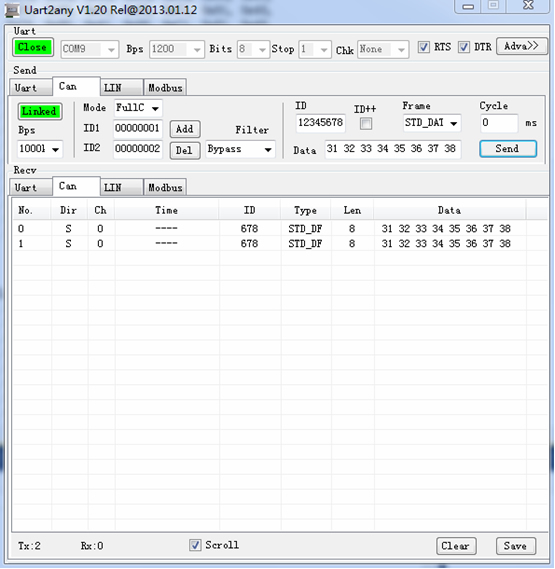 Uart2any V1.20 Rel@2013.01.12
Uart
Close COM9 Bps 1200 Bits 8 Stop 1 Chk None RTS DTR Adva>>
Send
Uart Can LIN Modbus
Linked Mode FullC ID ID++ Frame Cycle
Bps ID1 00000001 Add Filter 12345678 STD_DAT 0 ms
1000k ID2 00000002 Del Bypass Data 31 32 33 34 35 36 37 38 Send
Recv
Uart Can LIN Modbus
No. Dir Ch Time ID Type Len Data
0 S 0 ---- 678 STD_DF 8 31 32 33 34 35 36 37 38
1 S 0 ---- 678 STD_DF 8 31 32 33 34 35 36 37 38
Tx:2 Rx:0 Scroll Clear Save